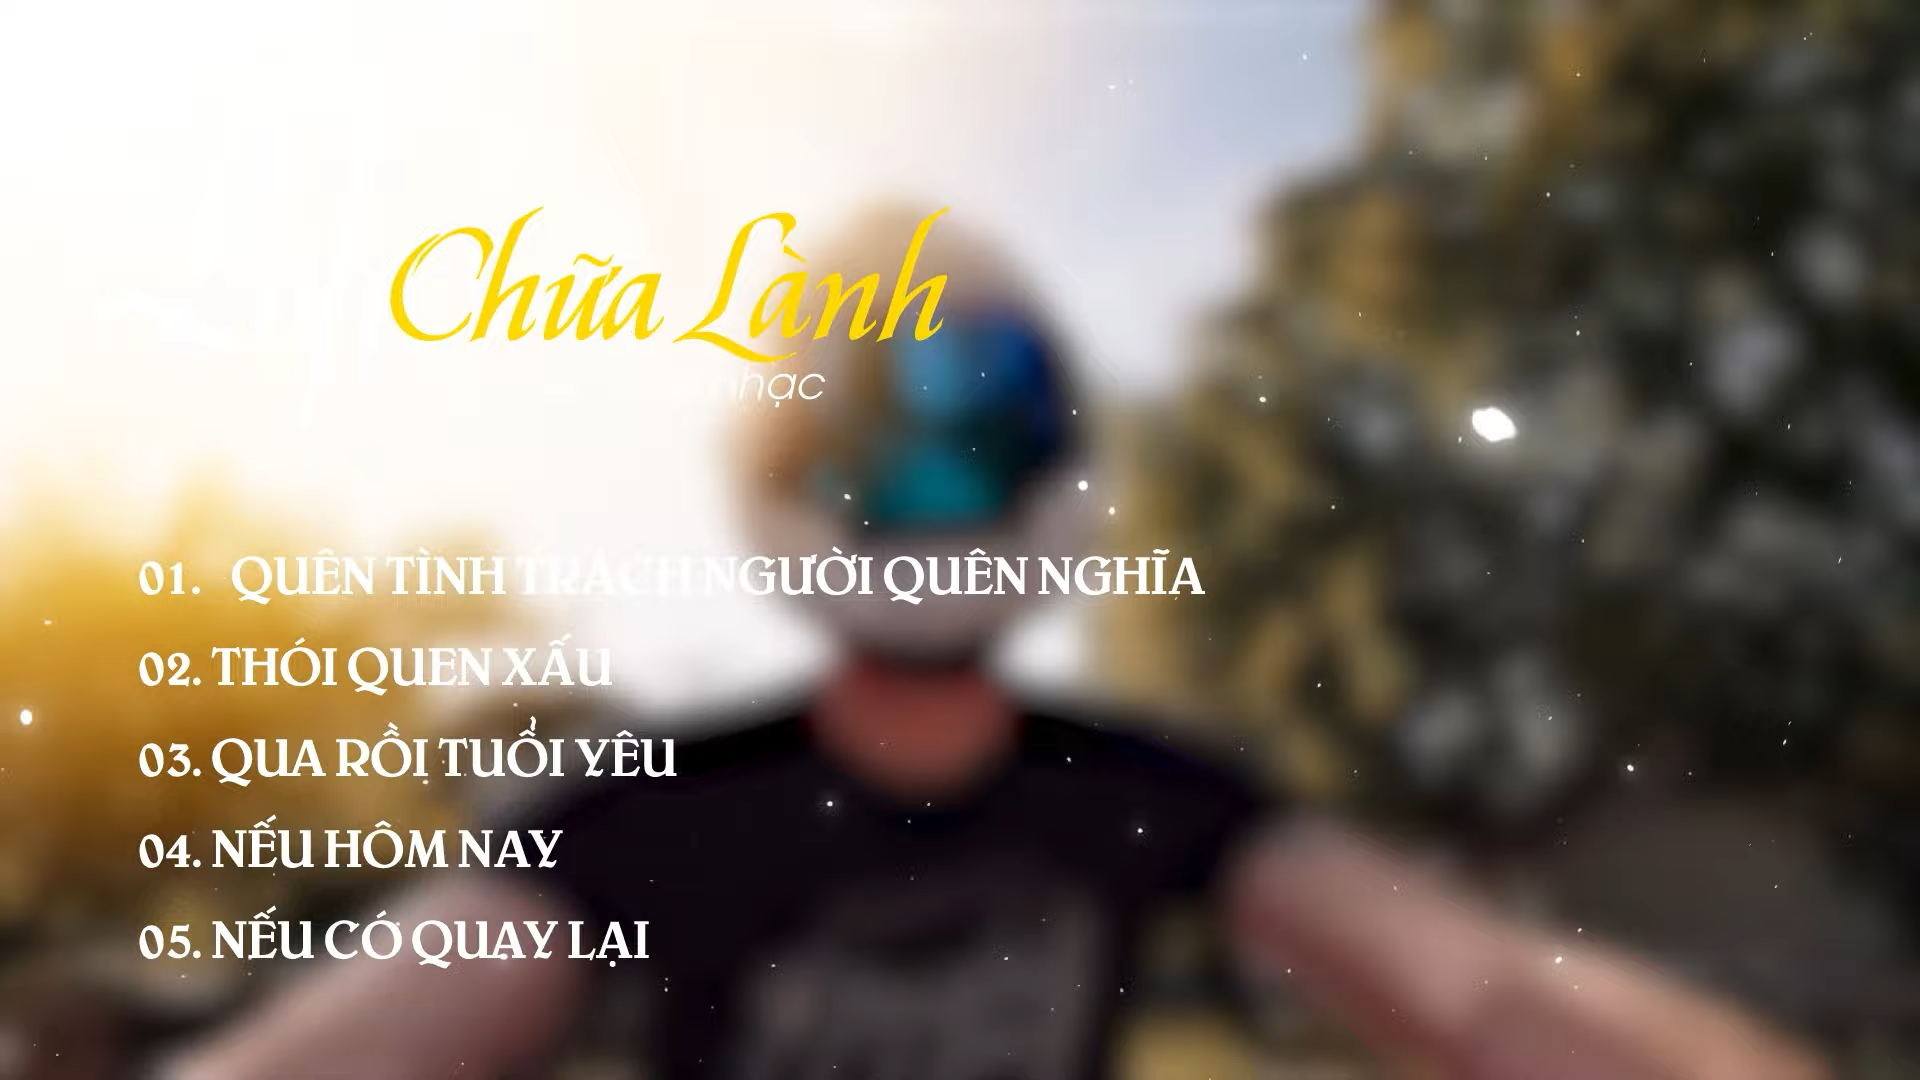 Chữa Lành
nhạc
01. QUÊN TÌNH TRÁCH NGƯỜI QUÊN NGHĨA
02. THÓI QUEN XẤU
03. QUA RỒI TUỔI YÊU
04. NẾU HÔM NAY
05. NẾU CÓ QUAY LẠI